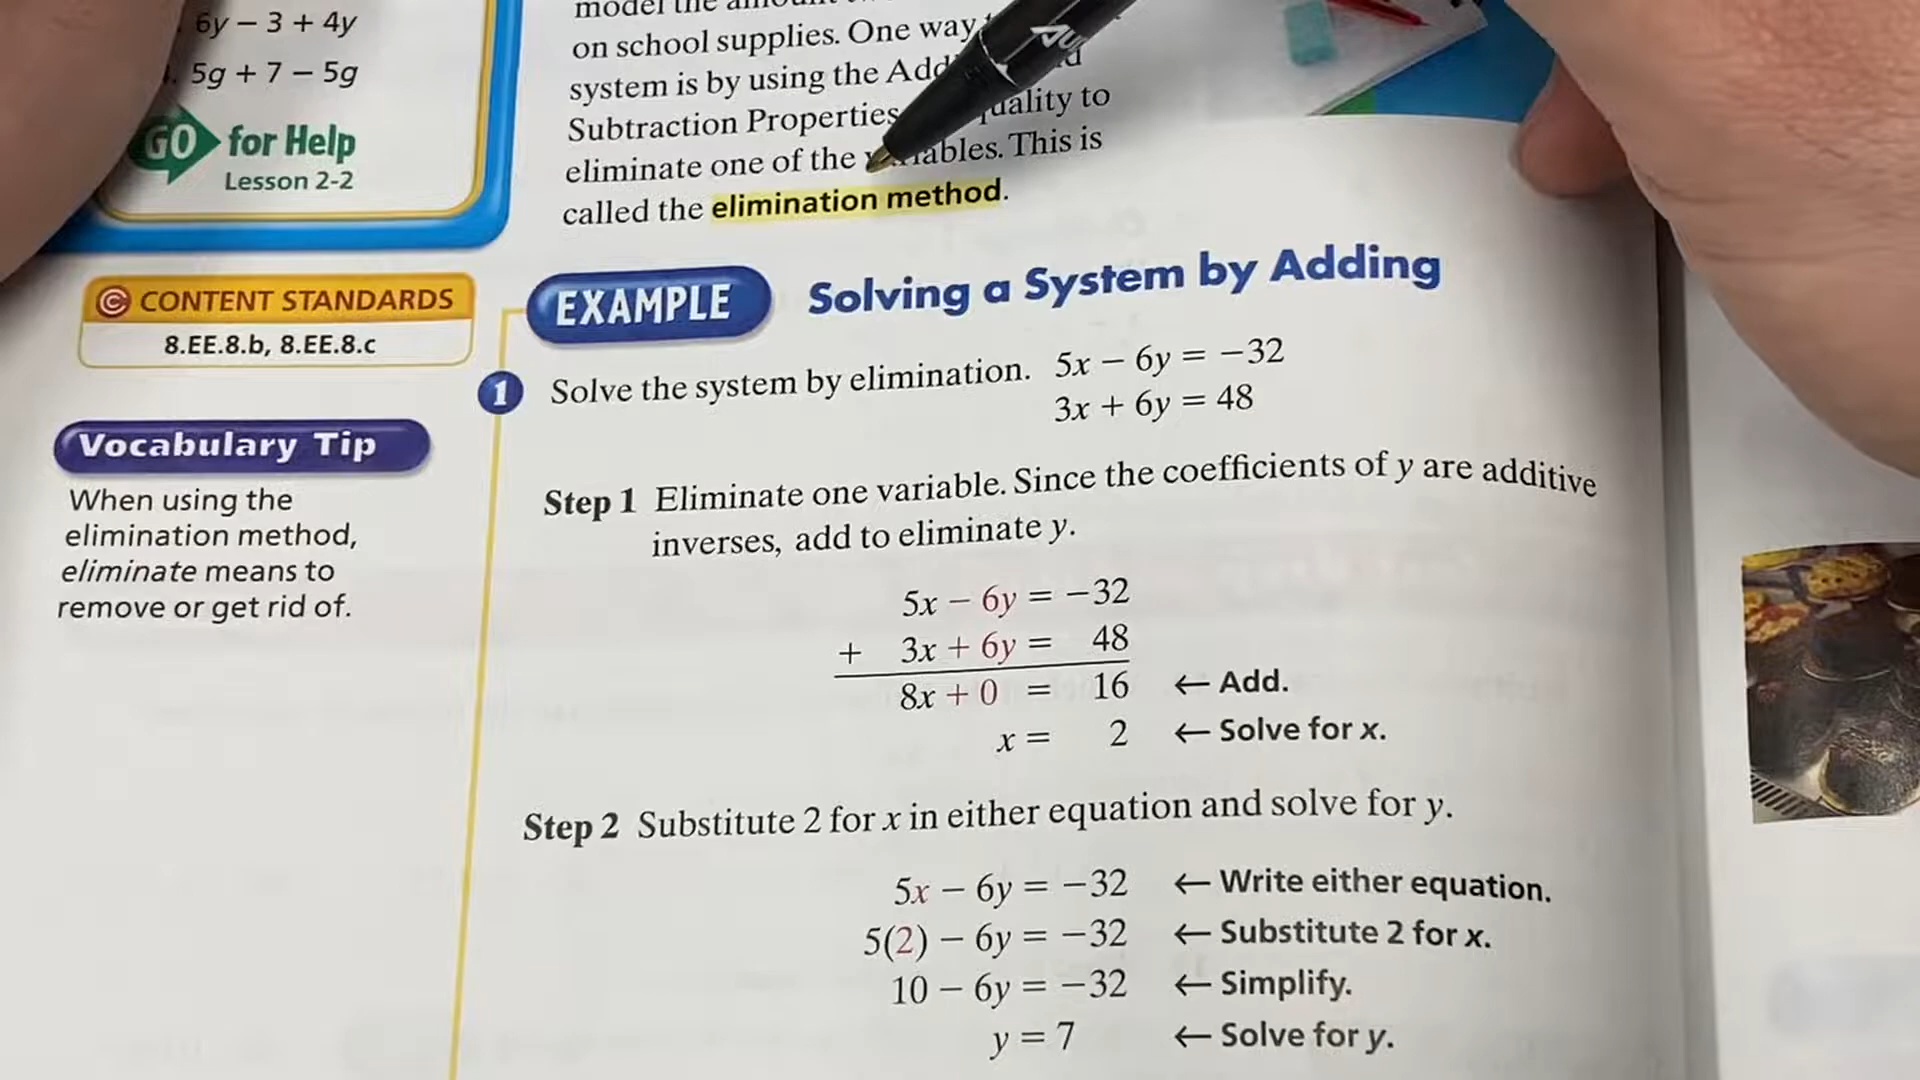 6y − 3 + 4y
5g + 7 − 5g
GO for Help
Lesson 2-2
model the
on school supplies. One way
system is by using the
Subtraction Properties to
eliminate one of the This is
called the elimination method.
© CONTENT STANDARDS
8.EE.8.b, 8.EE.8.c
Vocabulary Tip
When using the
elimination method,
eliminate means to
remove or get rid of.
EXAMPLE Solving a System by Adding
1 Solve the system by elimination. 5x − 6y = −32
3x + 6y = 48
Step 1 Eliminate one variable. Since the coefficients of y are additive
inverses, add to eliminate y.
5x − 6y = −32
+ 3x + 6y = 48
8x + 0 = 16 ← Add.
x = 2 ← Solve for x.
Step 2 Substitute 2 for x in either equation and solve for y.
5x − 6y = −32 ← Write either equation.
5(2) − 6y = −32 ← Substitute 2 for x.
10 − 6y = −32 ← Simplify.
y = 7 ← Solve for y.